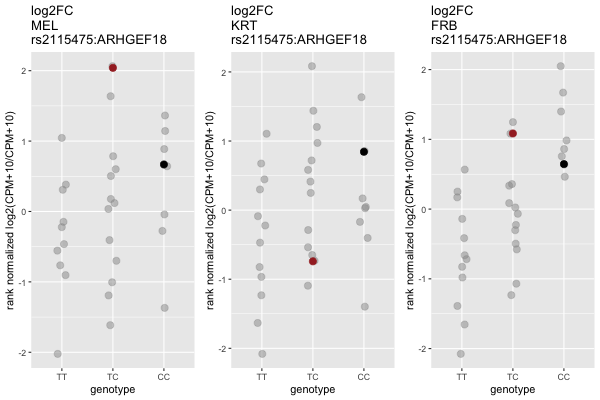 log2FC
MEL
rs2115475:ARHGEF18
rank normalized log2(CPM+10/CPM+10)
2
1
0
-1
-2
TT
TC
CC
genotype
log2FC
KRT
rs2115475:ARHGEF18
rank normalized log2(CPM+10/CPM+10)
2
1
0
-1
-2
TT
TC
CC
genotype
log2FC
FRB
rs2115475:ARHGEF18
rank normalized log2(CPM+10/CPM+10)
2
1
0
-1
-2
TT
TC
CC
genotype